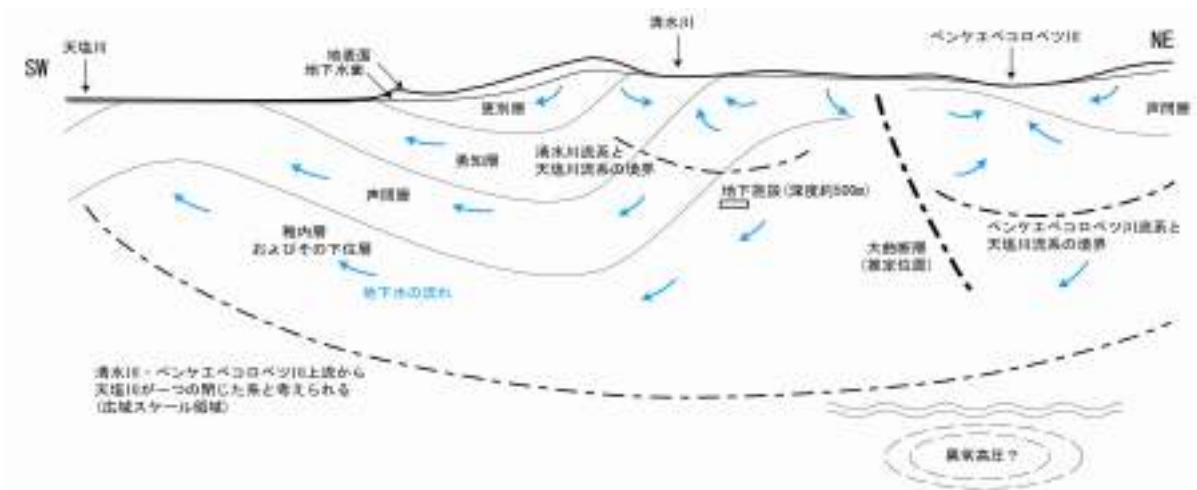 SW
天塩川
地表面
地下水面
清水川
ペンケエベコロベツ川
NE
更別層
声問層
勇知層
清水川流系と
天塩川流系の境界
声問層
地下施設(深度約500m)
稚内層
およびその下位層
大曲断層
(推定位置)
ペンケエベコロベツ川流系と
天塩川流系の境界
地下水の流れ
清水川・ペンケエベコロベツ川上流から
天塩川が一つの閉じた系と考えられる
(広域スケール領域)
異常高圧?